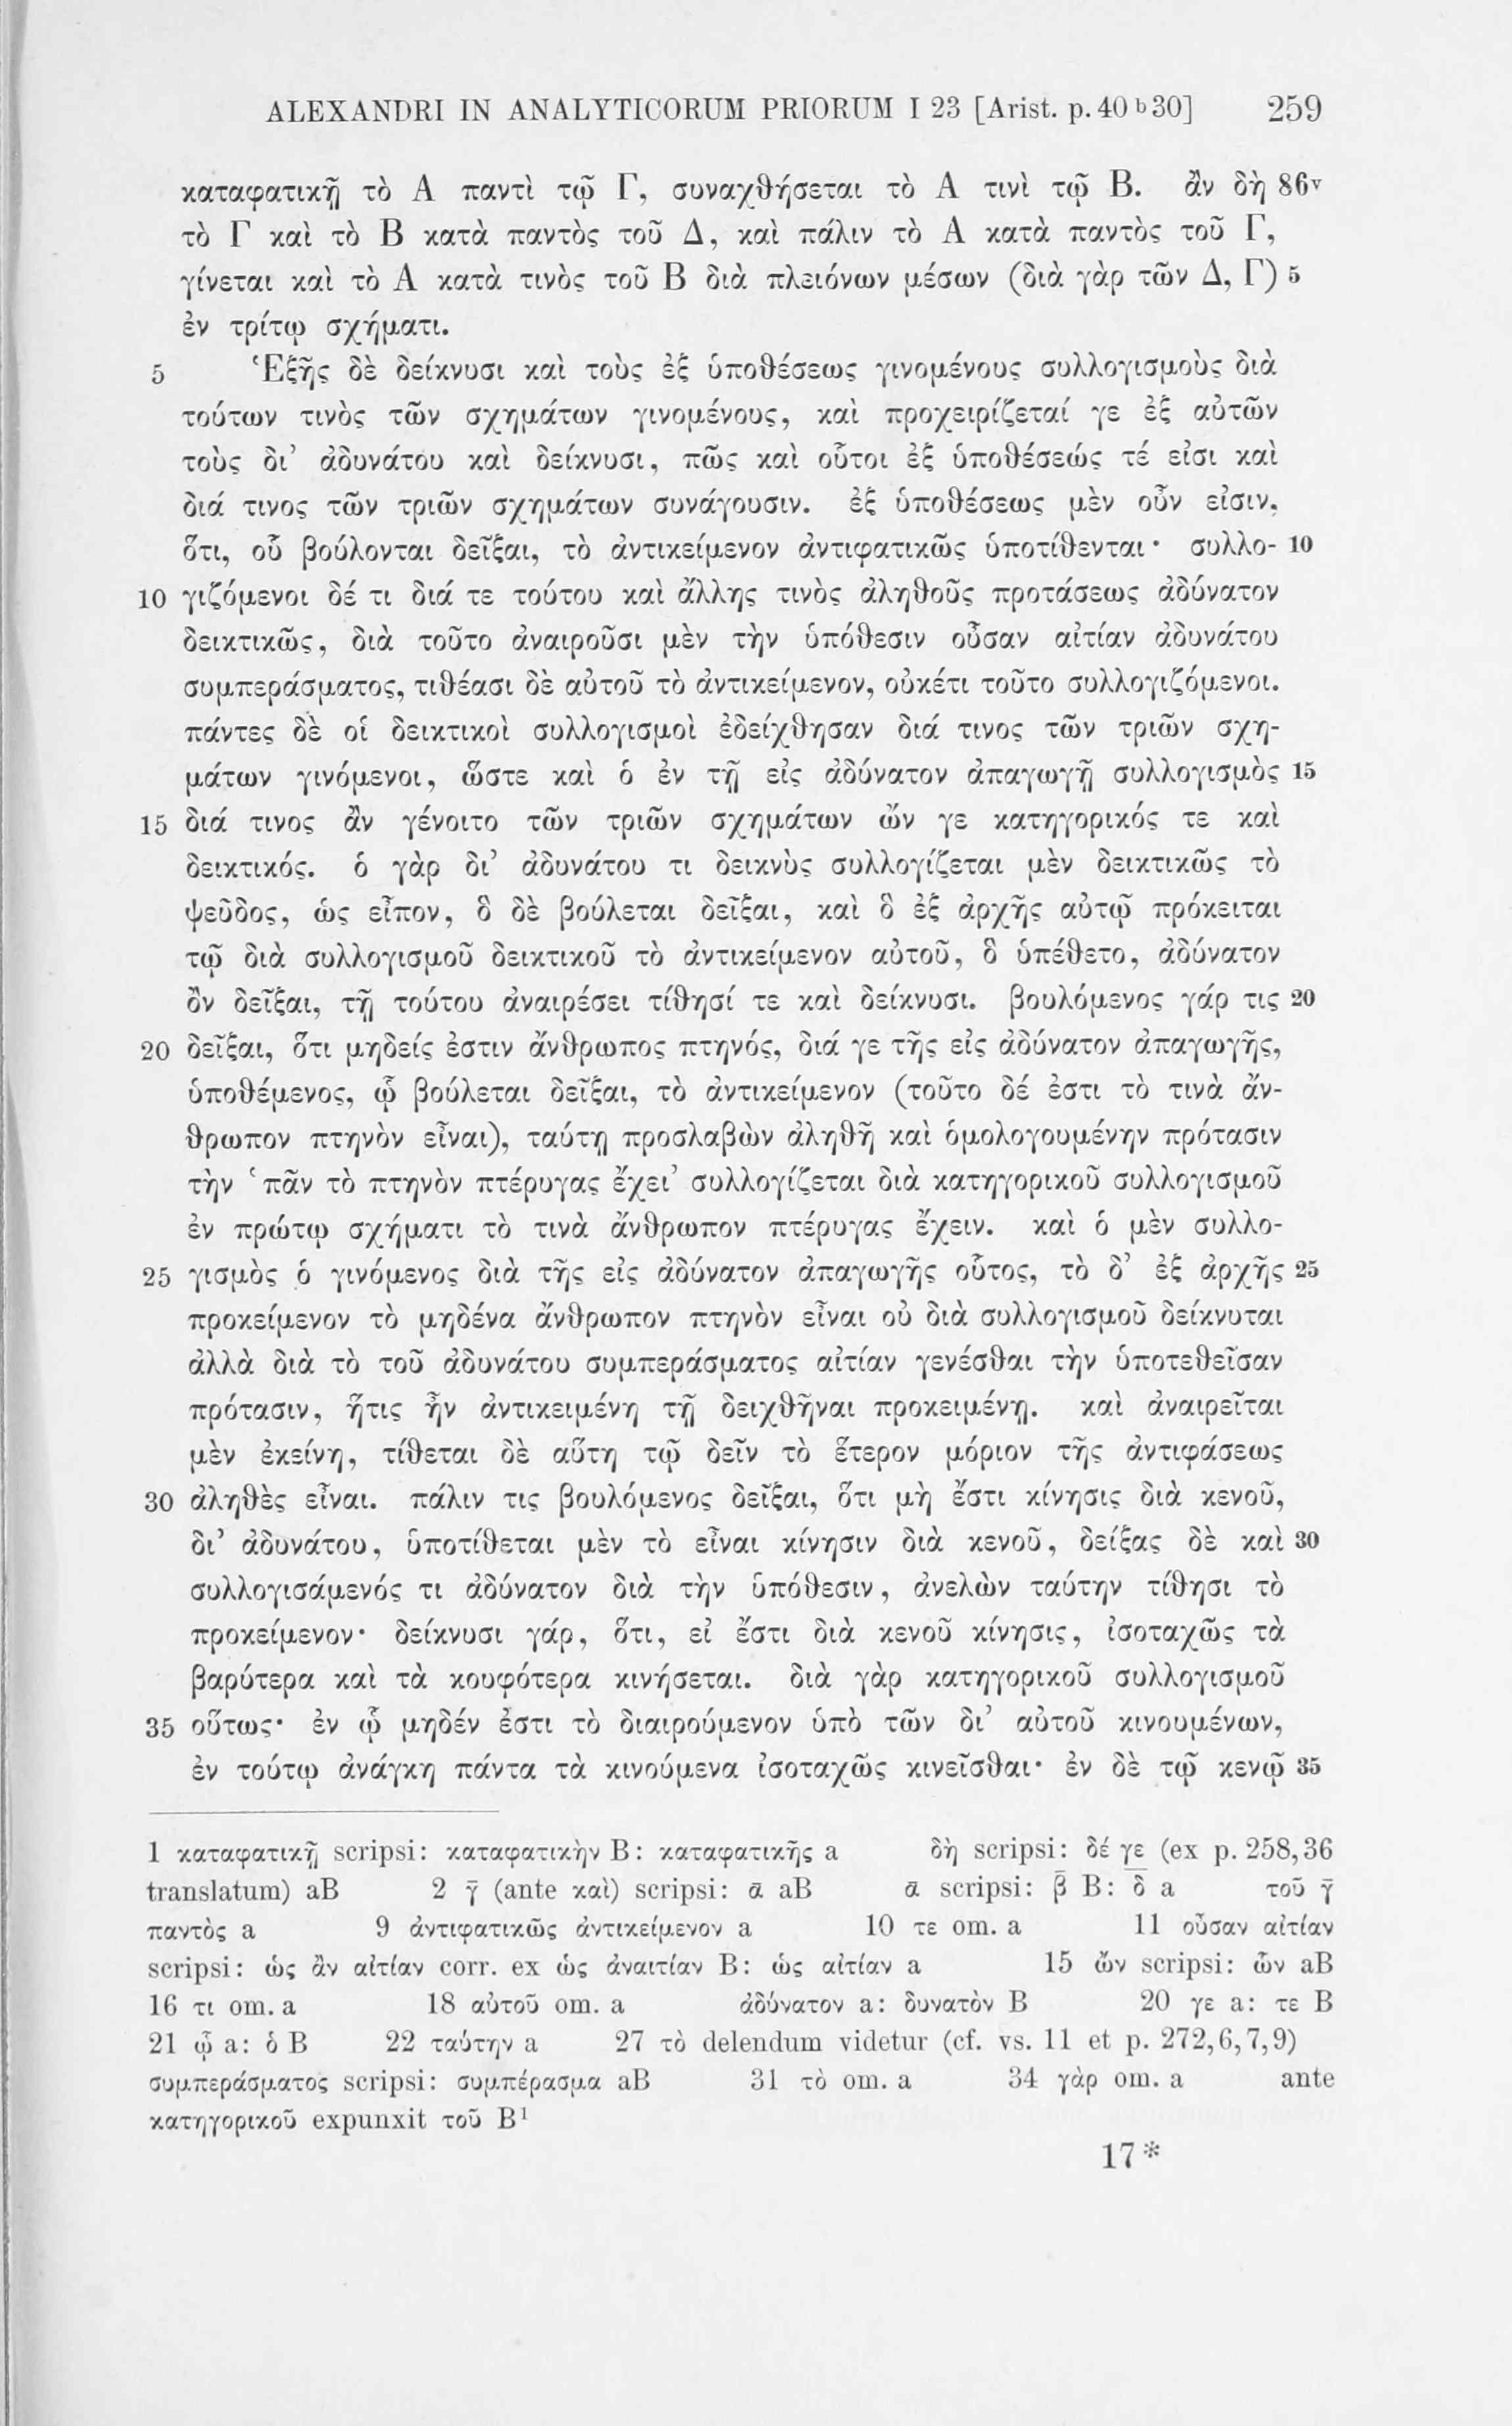 ALEXANDRI IN ANALYTICORUM PRIORUM I 23 [Arist. p. 40 b 30] 259
καταφατικῇ τὸ Α παντὶ τῷ Γ, συναχθήσεται τὸ Α τινὶ τῷ Β. ἂν δὴ 86v
τὸ Γ καὶ τὸ Β κατὰ παντὸς τοῦ Δ, καὶ πάλιν τὸ Α κατὰ παντὸς τοῦ Γ,
γίνεται καὶ τὸ Α κατὰ τινὸς τοῦ Β διὰ πλειόνων μέσων (διὰ γὰρ τῶν Δ, Γ) 5
ἐν τρίτῳ σχήματι.
5 Ἑξῆς δὲ δείκνυσι καὶ τοὺς ἐξ ὑποθέσεως γινομένους συλλογισμοὺς διὰ
τούτων τινὸς τῶν σχημάτων γινομένους, καὶ προχειρίζεταί γε ἐξ αὐτῶν
τοὺς δι’ ἀδυνάτου καὶ δείκνυσι, πῶς καὶ οὗτοι ἐξ ὑποθέσεώς τέ εἰσι καὶ
διά τινος τῶν τριῶν σχημάτων συνάγουσιν. ἐξ ὑποθέσεως μὲν οὖν εἰσιν,
ὅτι, οὗ βούλονται δεῖξαι, τὸ ἀντικείμενον ἀντιφατικῶς ὑποτίθενται· συλλο- 10
10 γιζόμενοι δέ τι διά τε τούτου καὶ ἄλλης τινὸς ἀληθοῦς προτάσεως ἀδύνατον
δεικτικῶς, διὰ τοῦτο ἀναιροῦσι μὲν τὴν ὑπόθεσιν οὖσαν αἰτίαν ἀδυνάτου
συμπεράσματος, τιθέασι δὲ αὐτοῦ τὸ ἀντικείμενον, οὐκέτι τοῦτο συλλογιζόμενοι.
πάντες δὲ οἱ δεικτικοὶ συλλογισμοὶ ἐδείχθησαν διά τινος τῶν τριῶν σχη-
μάτων γινόμενοι, ὥστε καὶ ὁ ἐν τῇ εἰς ἀδύνατον ἀπαγωγῇ συλλογισμὸς 15
15 διά τινος ἂν γένοιτο τῶν τριῶν σχημάτων ὤν γε κατηγορικός τε καὶ
δεικτικός. ὁ γὰρ δι’ ἀδυνάτου τι δεικνὺς συλλογίζεται μὲν δεικτικῶς τὸ
ψεῦδος, ὡς εἶπον, ὃ δὲ βούλεται δεῖξαι, καὶ ὃ ἐξ ἀρχῆς αὐτῷ πρόκειται
τῷ διὰ συλλογισμοῦ δεικτικοῦ τὸ ἀντικείμενον αὐτοῦ, ὃ ὑπέθετο, ἀδύνατον
ὂν δεῖξαι, τῇ τούτου ἀναιρέσει τίθησί τε καὶ δείκνυσι. βουλόμενος γάρ τις 20
20 δεῖξαι, ὅτι μηδείς ἐστιν ἄνθρωπος πτηνός, διά γε τῆς εἰς ἀδύνατον ἀπαγωγῆς,
ὑποθέμενος, ᾧ βούλεται δεῖξαι, τὸ ἀντικείμενον (τοῦτο δέ ἐστι τὸ τινὰ ἄν-
θρωπον πτηνὸν εἶναι), ταύτῃ προσλαβὼν ἀληθῆ καὶ ὁμολογουμένην πρότασιν
τὴν ‘πᾶν τὸ πτηνὸν πτέρυγας ἔχει’ συλλογίζεται διὰ κατηγορικοῦ συλλογισμοῦ
ἐν πρώτῳ σχήματι τὸ τινὰ ἄνθρωπον πτέρυγας ἔχειν. καὶ ὁ μὲν συλλο-
25 γισμὸς ὁ γινόμενος διὰ τῆς εἰς ἀδύνατον ἀπαγωγῆς οὗτος, τὸ δ’ ἐξ ἀρχῆς 25
προκείμενον τὸ μηδένα ἄνθρωπον πτηνὸν εἶναι οὐ διὰ συλλογισμοῦ δείκνυται
ἀλλὰ διὰ τὸ τοῦ ἀδυνάτου συμπεράσματος αἰτίαν γενέσθαι τὴν ὑποτεθεῖσαν
πρότασιν, ἥτις ἦν ἀντικειμένη τῇ δειχθῆναι προκειμένῃ. καὶ ἀναιρεῖται
μὲν ἐκείνη, τίθεται δὲ αὕτη τῷ δεῖν τὸ ἕτερον μόριον τῆς ἀντιφάσεως
30 ἀληθὲς εἶναι. πάλιν τις βουλόμενος δεῖξαι, ὅτι μὴ ἔστι κίνησις διὰ κενοῦ,
δι’ ἀδυνάτου, ὑποτίθεται μὲν τὸ εἶναι κίνησιν διὰ κενοῦ, δείξας δὲ καὶ 30
συλλογισάμενός τι ἀδύνατον διὰ τὴν ὑπόθεσιν, ἀνελὼν ταύτην τίθησι τὸ
προκείμενον· δείκνυσι γάρ, ὅτι, εἰ ἔστι διὰ κενοῦ κίνησις, ἰσοταχῶς τὰ
βαρύτερα καὶ τὰ κουφότερα κινήσεται. διὰ γὰρ κατηγορικοῦ συλλογισμοῦ
35 οὕτως· ἐν ᾧ μηδέν ἐστι τὸ διαιρούμενον ὑπὸ τῶν δι’ αὐτοῦ κινουμένων,
ἐν τούτῳ ἀνάγκη πάντα τὰ κινούμενα ἰσοταχῶς κινεῖσθαι· ἐν δὲ τῷ κενῷ 35
1 καταφατικῇ scripsi: καταφατικὴν B: καταφατικῆς a δὴ scripsi: δέ γε (ex p. 258,36
translatum) aB 2 γ̄ (ante καὶ) scripsi: ᾱ aB ᾱ scripsi: β̄ B: δ̄ a τοῦ γ̄
παντὸς a 9 ἀντιφατικῶς ἀντικείμενον a 10 τε om. a 11 οὖσαν αἰτίαν
scripsi: ὡς ἂν αἰτίαν corr. ex ὡς ἀναιτίαν B: ὡς αἰτίαν a 15 ὤν scripsi: ὧν aB
16 τι om. a 18 αὐτοῦ om. a ἀδύνατον a: δυνατὸν B 20 γε a: τε B
21 ᾧ a: ὁ B 22 ταύτην a 27 τὸ delendum videtur (cf. vs. 11 et p. 272,6,7,9)
συμπεράσματος scripsi: συμπέρασμα aB 31 τὸ om. a 34 γὰρ om. a ante
κατηγορικοῦ expunxit τοῦ B¹
17*